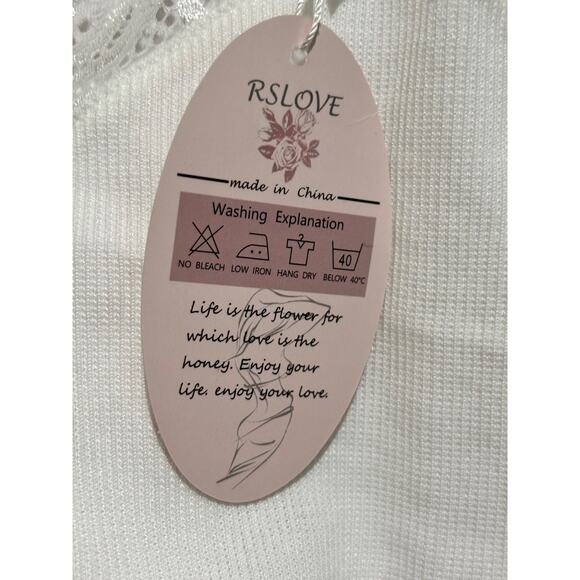 RSLOVE
made in China
Washing Explanation
40
NO BLEACH LOW IRON HANG DRY BELOW 40°C
Life is the flower for
which love is the
honey. Enjoy your
life. enjoy your love.